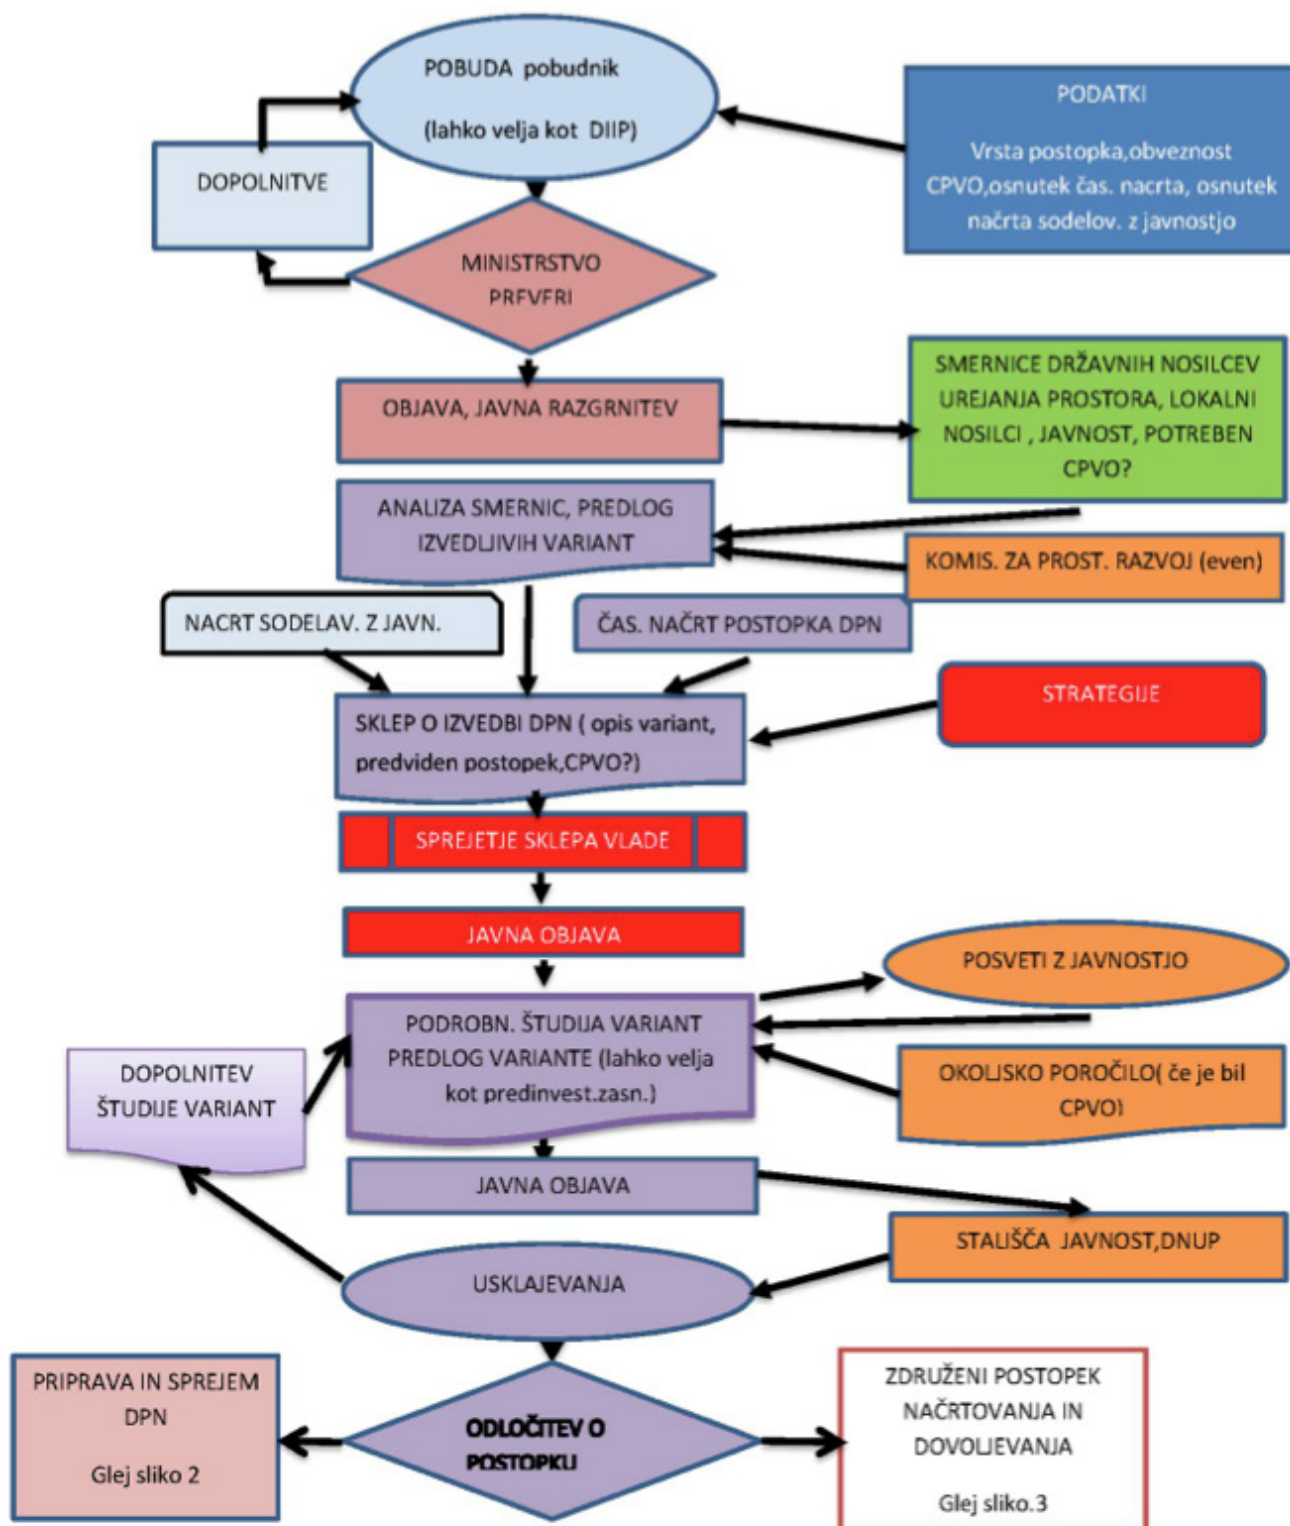 POBUDA pobudnik
(lahko velja kot DIIP)
PODATKI
Vrsta postopka,obveznost
CPVO,osnutek čas. nacrta, osnutek
načrta sodelov. z javnostjo
DOPOLNITVE
MINISTRSTVO
PREVERI
OBJAVA, JAVNA RAZGRNITEV
SMERNICE DRŽAVNIH NOSILCEV
UREJANJA PROSTORA, LOKALNI
NOSILCI , JAVNOST, POTREBEN
CPVO?
ANALIZA SMERNIC, PREDLOG
IZVEDLJIVIH VARIANT
KOMIS. ZA PROST. RAZVOJ (even)
NACRT SODELAV. Z JAVN.
ČAS. NAČRT POSTOPKA DPN
STRATEGIJE
SKLEP O IZVEDBI DPN ( opis variant,
predviden postopek,CPVO?)
SPREJETJE SKLEPA VLADE
JAVNA OBJAVA
POSVETI Z JAVNOSTJO
PODROBN. ŠTUDIJA VARIANT
PREDLOG VARIANTE (lahko velja
kot predinvest.zasn.)
DOPOLNITEV
ŠTUDIJE VARIANT
OKOLJSKO POROČILO( če je bil
CPVO)
JAVNA OBJAVA
STALIŠČA JAVNOST,DNUP
USKLAJEVANJA
PRIPRAVA IN SPREJEM
DPN
Glej sliko 2
ODLOČITEV O
POSTOPKU
ZDRUŽENI POSTOPEK
NAČRTOVANJA IN
DOVOLJEVANJA
Glej sliko.3